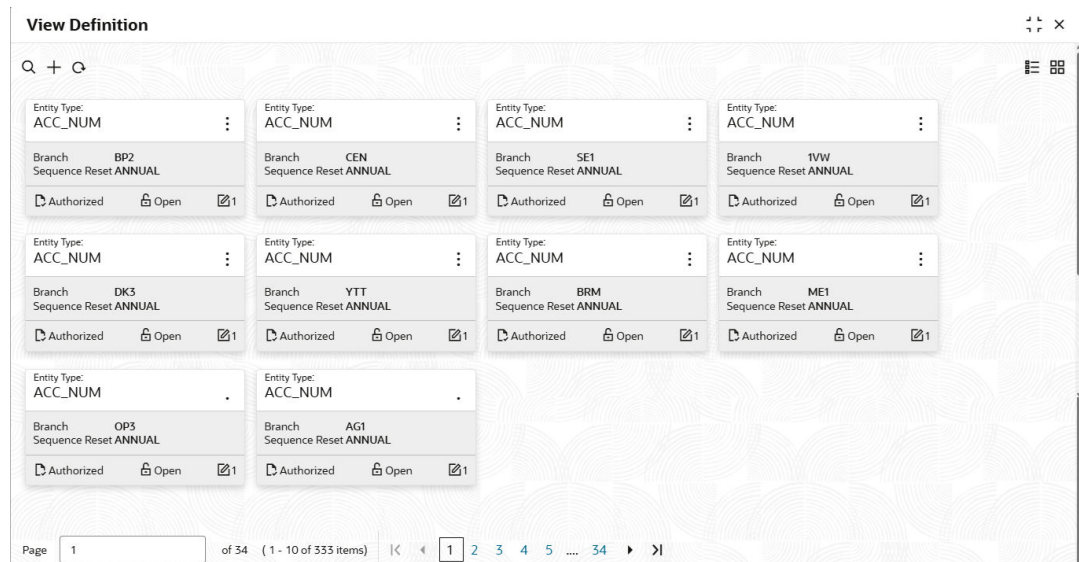 View Definition
Entity Type:
ACC_NUM
Branch BP2
Sequence Reset ANNUAL
Authorized Open 1
Entity Type:
ACC_NUM
Branch CEN
Sequence Reset ANNUAL
Authorized Open 1
Entity Type:
ACC_NUM
Branch SE1
Sequence Reset ANNUAL
Authorized Open 1
Entity Type:
ACC_NUM
Branch 1VW
Sequence Reset ANNUAL
Authorized Open 1
Entity Type:
ACC_NUM
Branch DK3
Sequence Reset ANNUAL
Authorized Open 1
Entity Type:
ACC_NUM
Branch YTT
Sequence Reset ANNUAL
Authorized Open 1
Entity Type:
ACC_NUM
Branch BRM
Sequence Reset ANNUAL
Authorized Open 1
Entity Type:
ACC_NUM
Branch ME1
Sequence Reset ANNUAL
Authorized Open 1
Entity Type:
ACC_NUM
Branch OP3
Sequence Reset ANNUAL
Authorized Open 1
Entity Type:
ACC_NUM
Branch AG1
Sequence Reset ANNUAL
Authorized Open 1
Page 1 of 34 (1 - 10 of 333 items) 1 2 3 4 5 .... 34